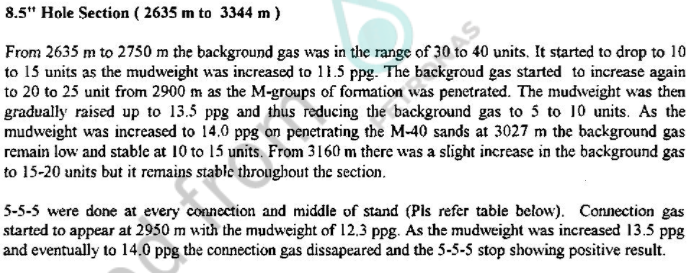 8.5" Hole Section ( 2635 m to 3344 m )
From 2635 m to 2750 m the background gas was in the range of 30 to 40 units. It started to drop to 10
to 15 units as the mudweight was increased to 11.5 ppg. The backgroud gas started to increase again
to 20 to 25 unit from 2900 m as the M-groups of formation was penetrated. The mudweight was then
gradually raised up to 13.5 ppg and thus reducing the background gas to 5 to 10 units. As the
mudweight was increased to 14.0 ppg on penetrating the M-40 sands at 3027 m the background gas
remain low and stable at 10 to 15 units. From 3160 m there was a slight increase in the background gas
to 15-20 units but it remains stable throughout the section.
5-5-5 were done at every connection and middle of stand (Pls refer table below). Connection gas
started to appear at 2950 m with the mudweight of 12.3 ppg. As the mudweight was increased 13.5 ppg
and eventually to 14.0 ppg the connection gas dissapeared and the 5-5-5 stop showing positive result.
PETRONAS
d from